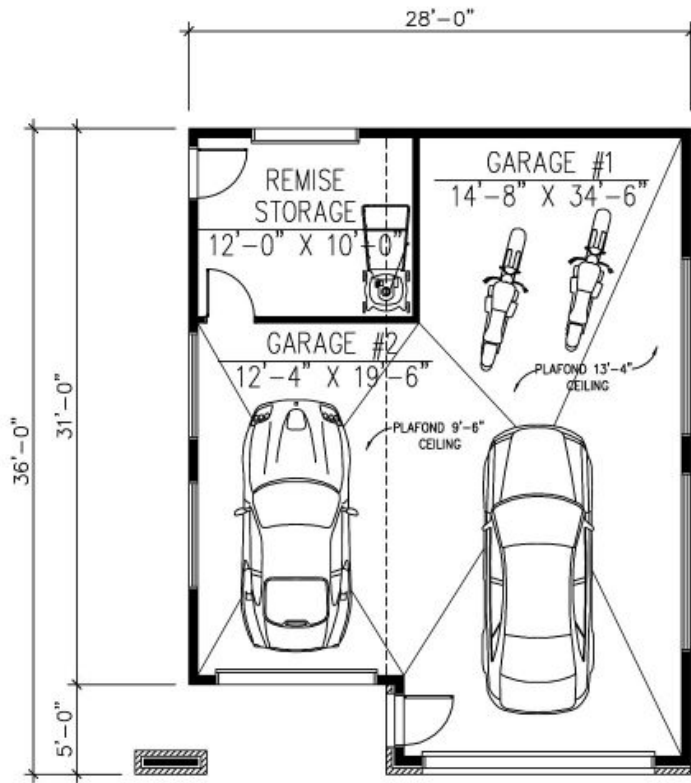 28'-0"
REMISE
STORAGE
12'-0" X 10'-0"
GARAGE #1
14'-8" X 34'-6"
GARAGE #2
12'-4" X 19'-6"
PLAFOND 13'-4"
CEILING
PLAFOND 9'-6"
CEILING
36'-0"
31'-0"
5'-0"